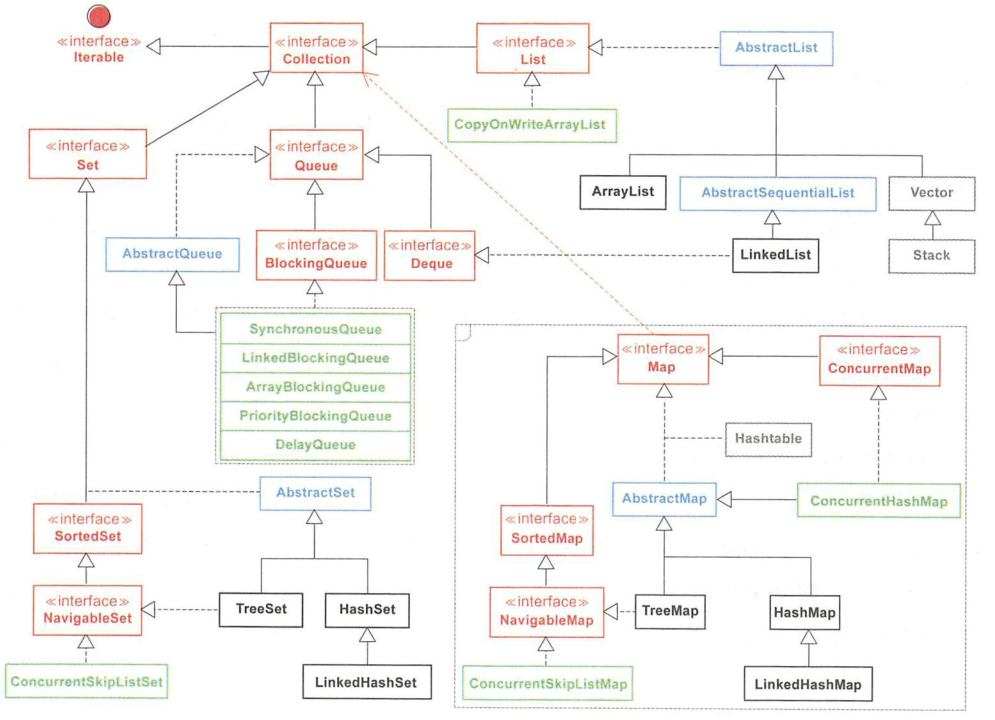 ≪interface≫
Iterable
≪interface≫
Collection
≪interface≫
List
AbstractList
CopyOnWriteArrayList
≪interface≫
Set
≪interface≫
Queue
ArrayList
AbstractSequentialList
Vector
AbstractQueue
≪interface≫
BlockingQueue
≪interface≫
Deque
LinkedList
Stack
SynchronousQueue
LinkedBlockingQueue
ArrayBlockingQueue
PriorityBlockingQueue
DelayQueue
≪interface≫
Map
≪interface≫
ConcurrentMap
Hashtable
AbstractSet
AbstractMap
ConcurrentHashMap
≪interface≫
SortedSet
≪interface≫
SortedMap
≪interface≫
NavigableSet
TreeSet
HashSet
≪interface≫
NavigableMap
TreeMap
HashMap
ConcurrentSkipListSet
LinkedHashSet
ConcurrentSkipListMap
LinkedHashMap